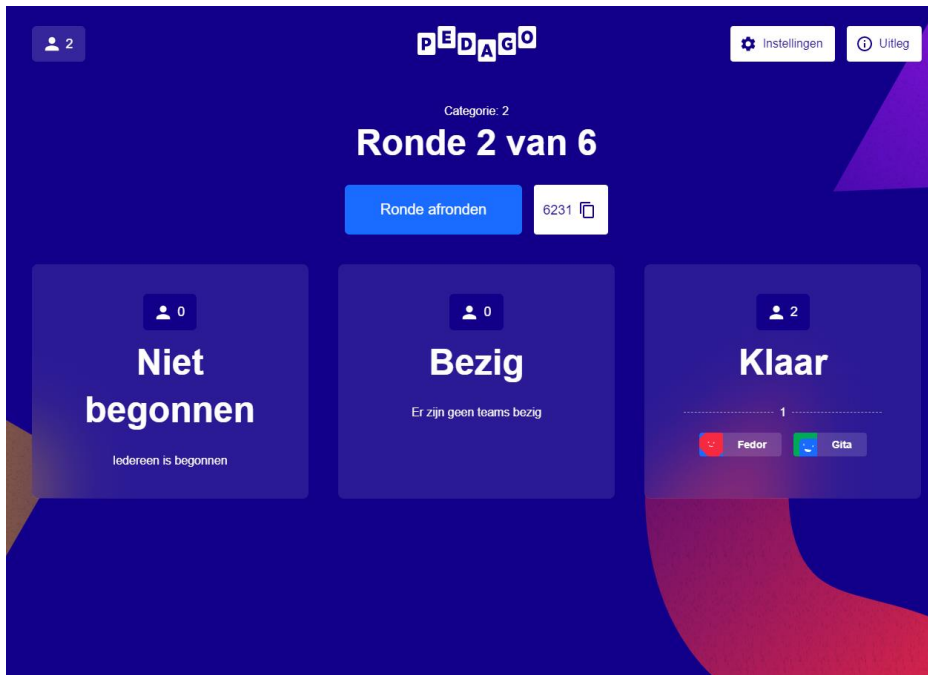 2
PEDAGO
Instellingen
Uitleg
Categorie: 2
Ronde 2 van 6
Ronde afronden
6231
0
Niet
begonnen
Iedereen is begonnen
0
Bezig
Er zijn geen teams bezig
2
Klaar
1
Fedor
Gita